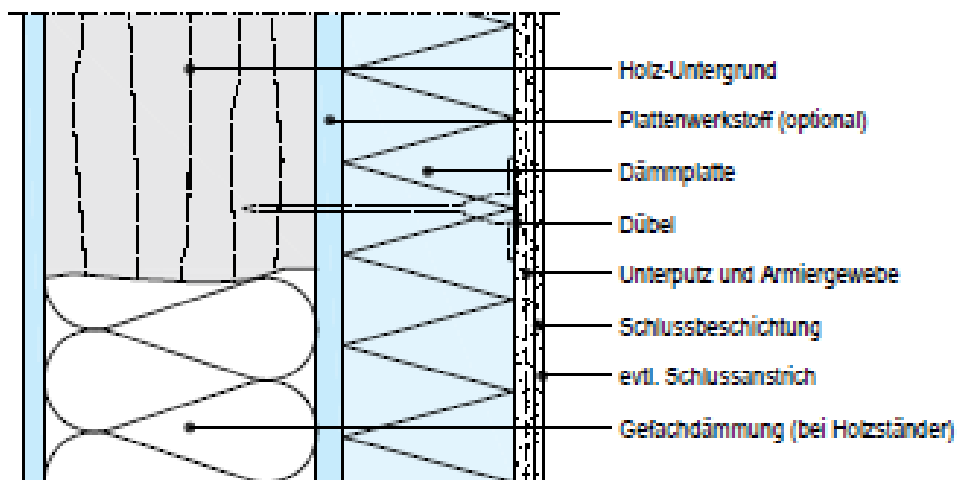 Holz-Untergrund
Plattenwerkstoff (optional)
Dämmplatte
Dübel
Unterputz und Armiergewebe
Schlussbeschichtung
evtl. Schlussanstrich
Gefachdämmung (bei Holzständer)